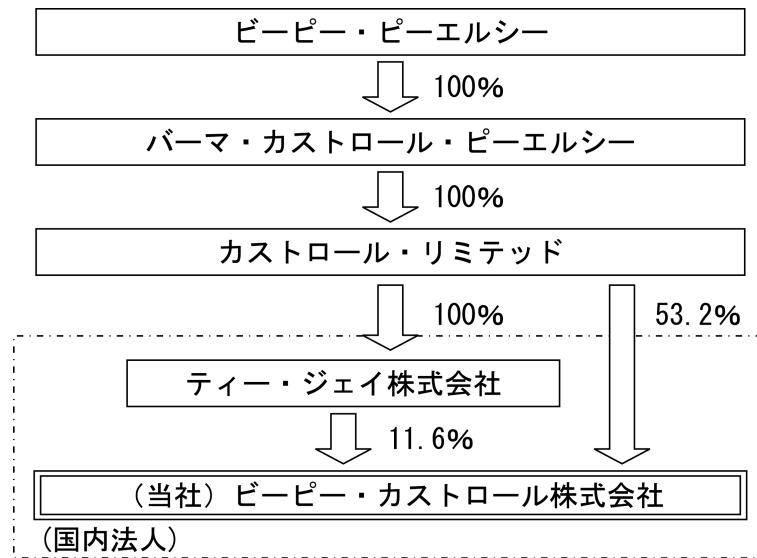 ビーピー・ピーエルシー
100%
バーマ・カストロール・ピーエルシー
100%
カストロール・リミテッド
100%
53.2%
ティー・ジェイ株式会社
11.6%
（当社）ビーピー・カストロール株式会社
（国内法人）